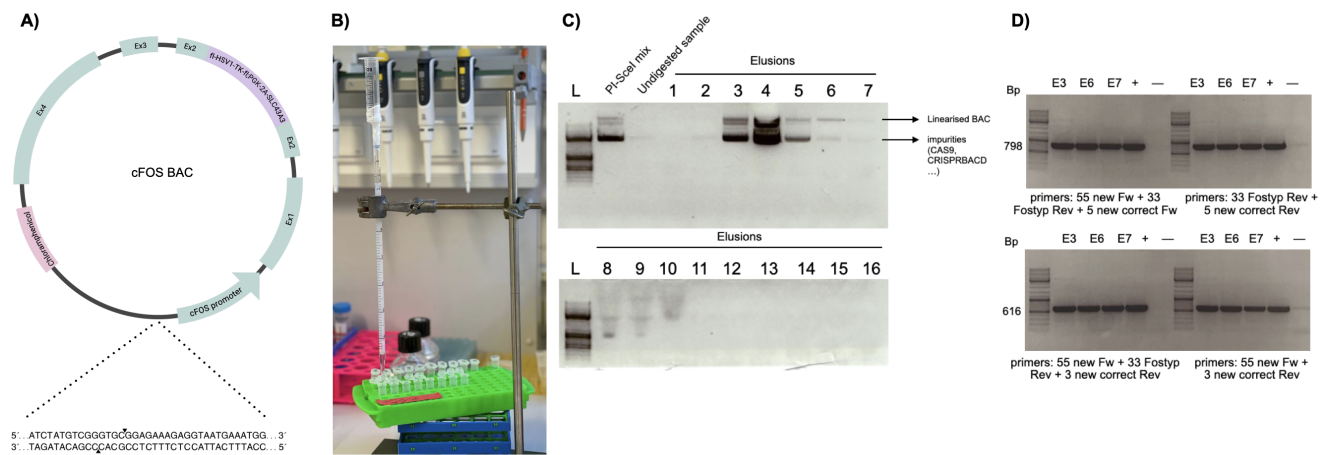 A)
Ex3
Ex2
fl-HSV1-TK-fl,PGK-2A-SLC43A3
Ex4
Ex2
cFOS BAC
Ex1
Chloramphenicol
cFOS promoter
5´...ATCTATGTCGGGTGCGGAGAAAGAGGTAATGAAATGG... 3´
3´...TAGATACAGCCCACGCCTCTTTCTCCATTACTTTACC... 5´
B)
C)
PI-SceI mix
Undigested sample
Elusions
L 1 2 3 4 5 6 7
Linearised BAC
impurities
(CAS9,
CRISPRBACD
...)
Elusions
L 8 9 10 11 12 13 14 15 16
D)
Bp E3 E6 E7 + — E3 E6 E7 + —
798
primers: 55 new Fw + 33
Fostyp Rev + 5 new correct Fw
primers: 33 Fostyp Rev +
5 new correct Rev
Bp E3 E6 E7 + — E3 E6 E7 + —
616
primers: 55 new Fw + 33 Fostyp
Rev + 3 new correct Rev
primers: 55 new Fw +
3 new correct Rev